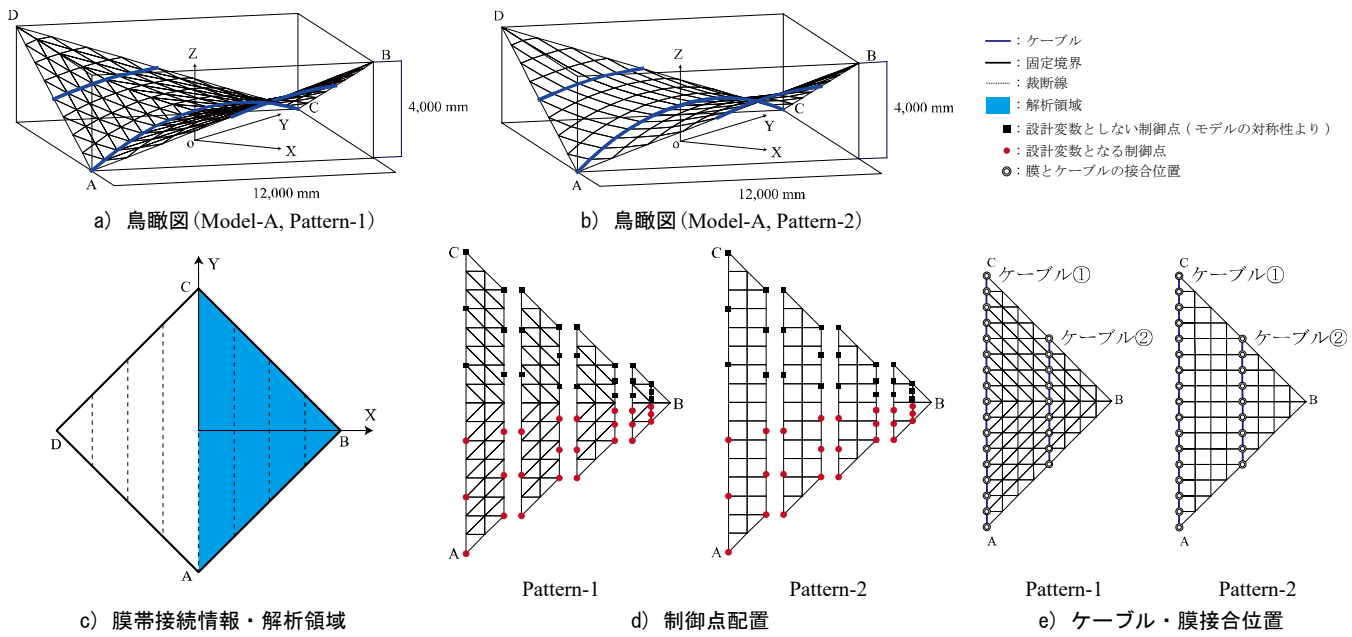 D
Z
B
C
Y
o
X
A
4,000 mm
12,000 mm
a) 鳥瞰図(Model-A, Pattern-1)
D
Z
B
C
Y
o
X
A
4,000 mm
12,000 mm
b) 鳥瞰図(Model-A, Pattern-2)
：ケーブル
：固定境界
：裁断線
：解析領域
：設計変数としない制御点 ( モデルの対称性より )
：設計変数となる制御点
：膜とケーブルの接合位置
Y
C
X
D
B
A
c) 膜帯接続情報・解析領域
C
B
A
Pattern-1
C
B
A
Pattern-2
d) 制御点配置
C
ケーブル①
ケーブル②
B
A
Pattern-1
C
ケーブル①
ケーブル②
B
A
Pattern-2
e) ケーブル・膜接合位置